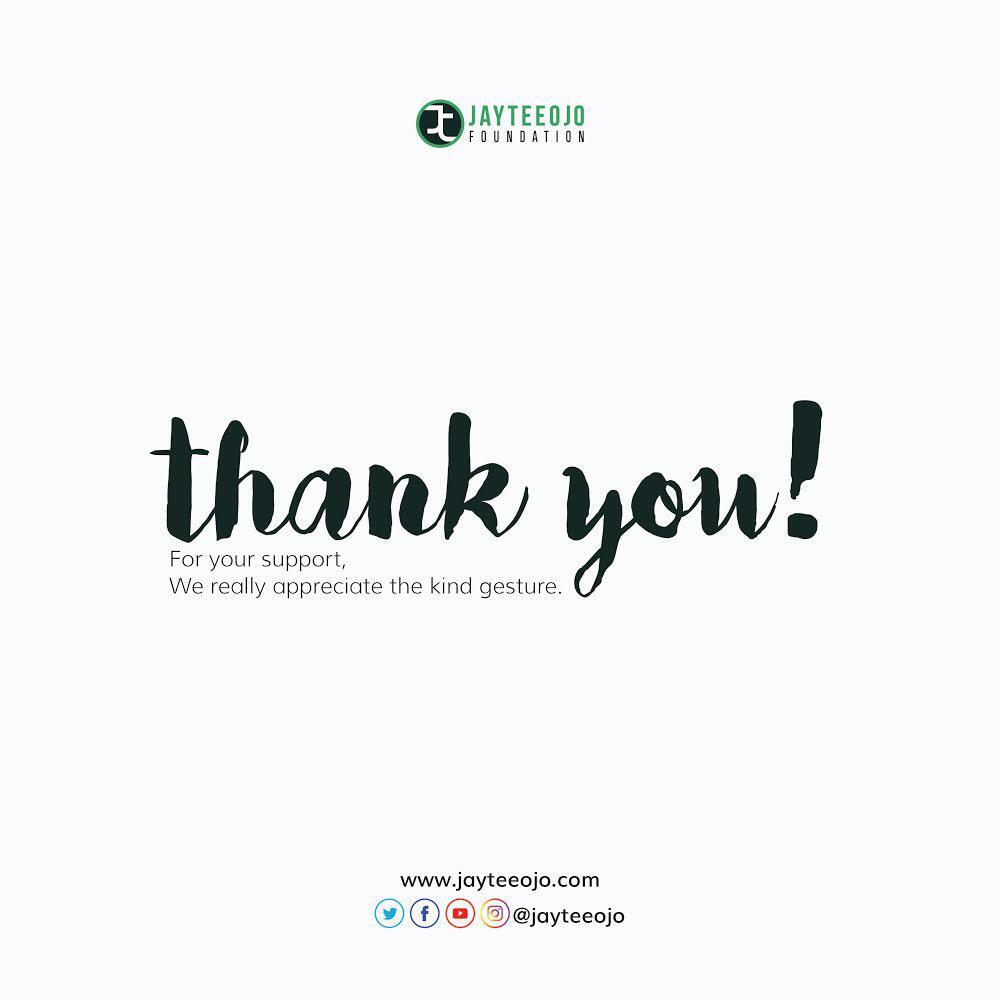 JAYTEEOJO
FOUNDATION
thank you!
For your support,
We really appreciate the kind gesture.
www.jayteeojo.com
@jayteeojo